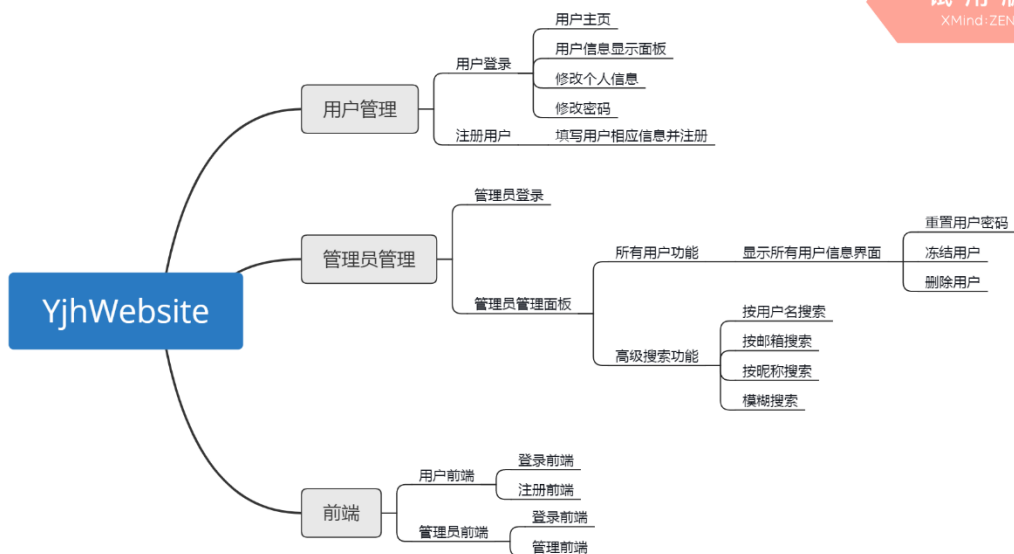 试用版
XMind:ZEN
用户主页
用户信息显示面板
用户登录
修改个人信息
修改密码
用户管理
注册用户
填写用户相应信息并注册
管理员登录
管理员管理
重置用户密码
所有用户功能
显示所有用户信息界面
冻结用户
删除用户
管理员管理面板
YjhWebsite
按用户名搜索
按邮箱搜索
高级搜索功能
按昵称搜索
模糊搜索
登录前端
用户前端
注册前端
前端
登录前端
管理员前端
管理前端